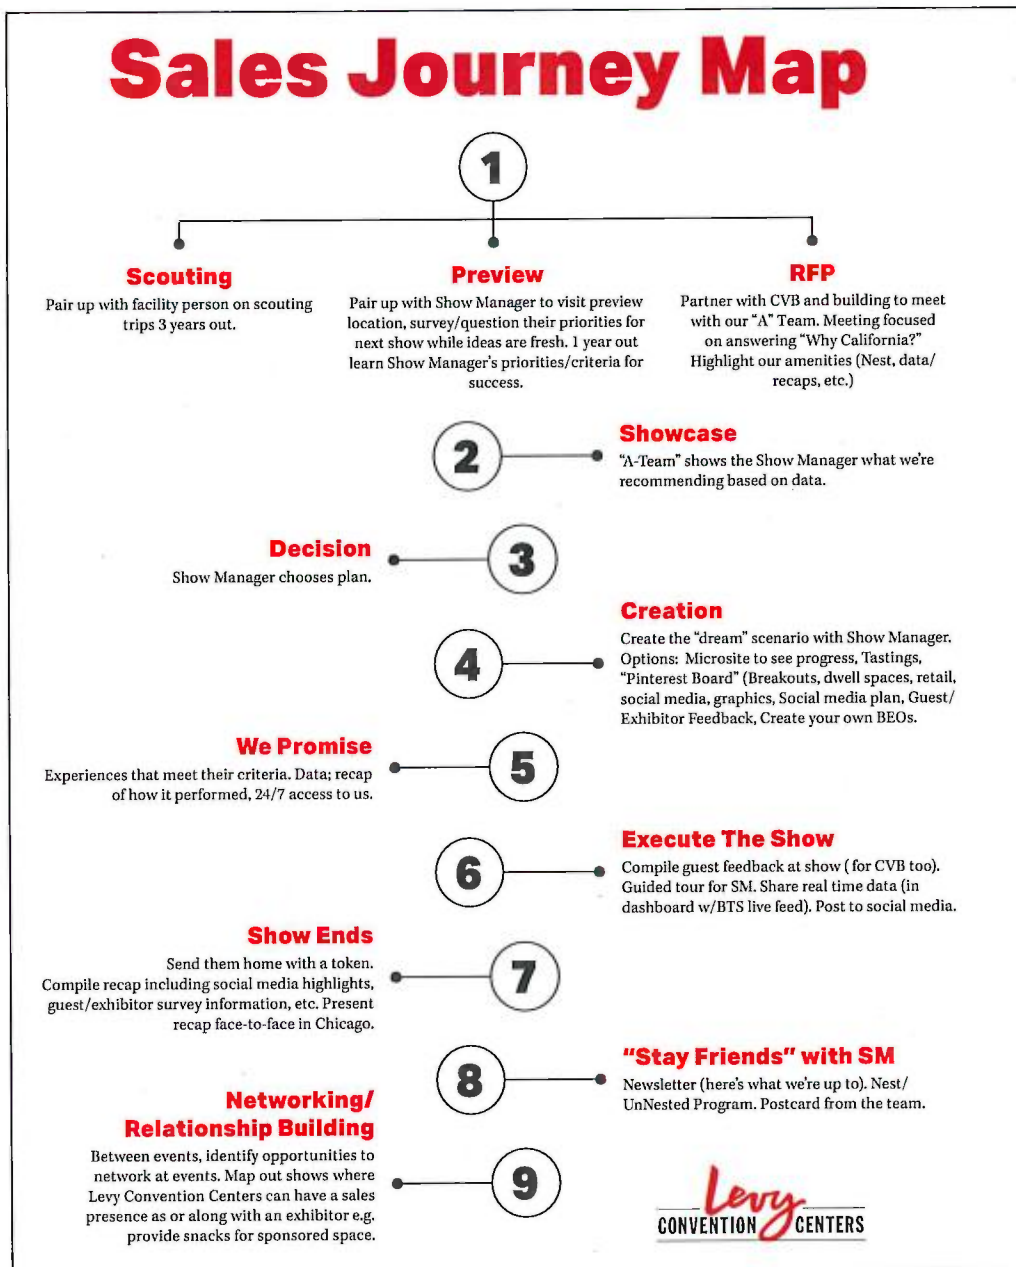 Sales Journey Map
1
Scouting
Pair up with facility person on scouting
trips 3 years out.
Preview
Pair up with Show Manager to visit preview
location, survey/question their priorities for
next show while ideas are fresh. 1 year out
learn Show Manager's priorities/criteria for
success.
RFP
Partner with CVB and building to meet
with our "A" Team. Meeting focused
on answering "Why California?"
Highlight our amenities (Nest, data/
recaps, etc.)
2
Showcase
"A-Team" shows the Show Manager what we're
recommending based on data.
Decision
Show Manager chooses plan.
3
4
Creation
Create the "dream" scenario with Show Manager.
Options: Microsite to see progress, Tastings,
"Pinterest Board" (Breakouts, dwell spaces, retail,
social media, graphics, Social media plan, Guest/
Exhibitor Feedback, Create your own BEOs.
We Promise
Experiences that meet their criteria. Data; recap
of how it performed, 24/7 access to us.
5
6
Execute The Show
Compile guest feedback at show ( for CVB too).
Guided tour for SM. Share real time data (in
dashboard w/BTS live feed). Post to social media.
Show Ends
Send them home with a token.
Compile recap including social media highlights,
guest/exhibitor survey information, etc. Present
recap face-to-face in Chicago.
7
8
"Stay Friends" with SM
Newsletter (here's what we're up to). Nest/
UnNested Program. Postcard from the team.
Networking/
Relationship Building
Between events, identify opportunities to
network at events. Map out shows where
Levy Convention Centers can have a sales
presence as or along with an exhibitor e.g.
provide snacks for sponsored space.
9
Levy
CONVENTION CENTERS